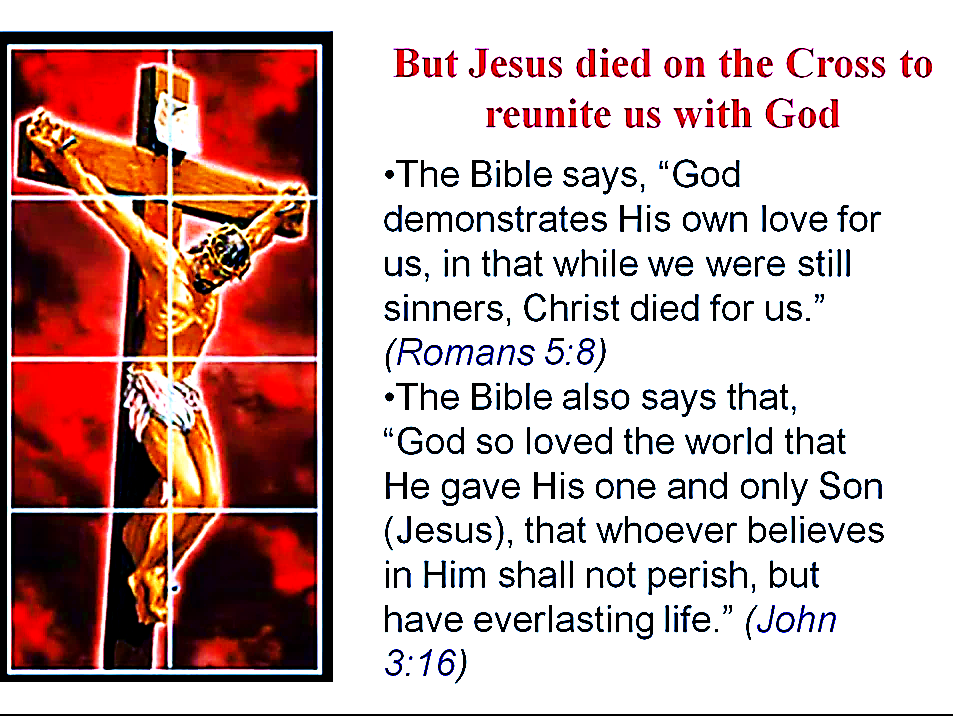 But Jesus died on the Cross to
reunite us with God
•The Bible says, “God
demonstrates His own love for
us, in that while we were still
sinners, Christ died for us.”
(Romans 5:8)
•The Bible also says that,
“God so loved the world that
He gave His one and only Son
(Jesus), that whoever believes
in Him shall not perish, but
have everlasting life.” (John
3:16)